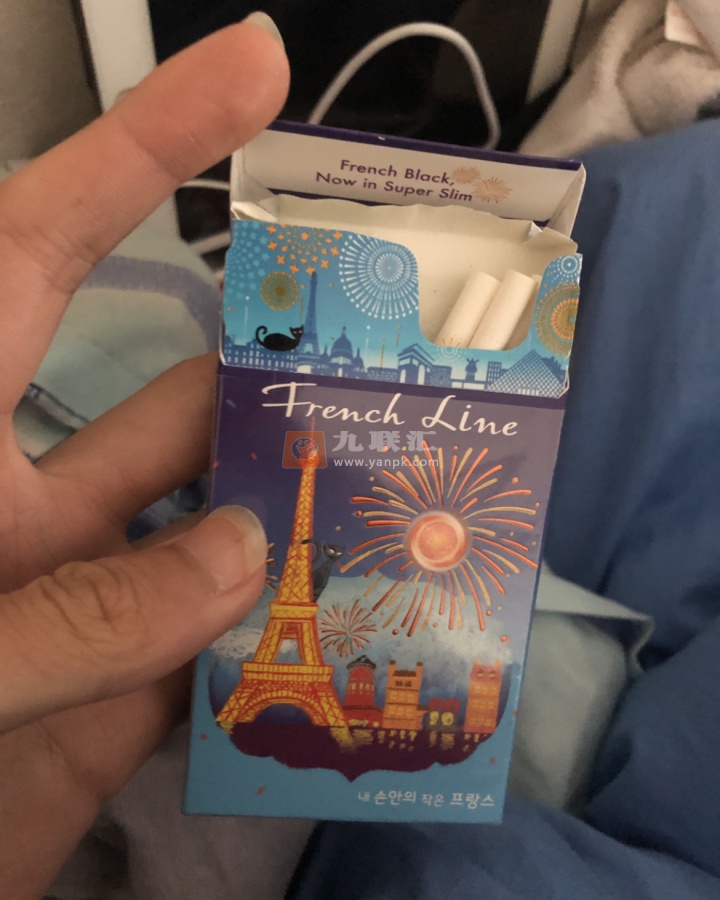 French Black,
Now in Super Slim
French Line
九联汇
www.yanpk.com
내 손안의 작은 프랑스